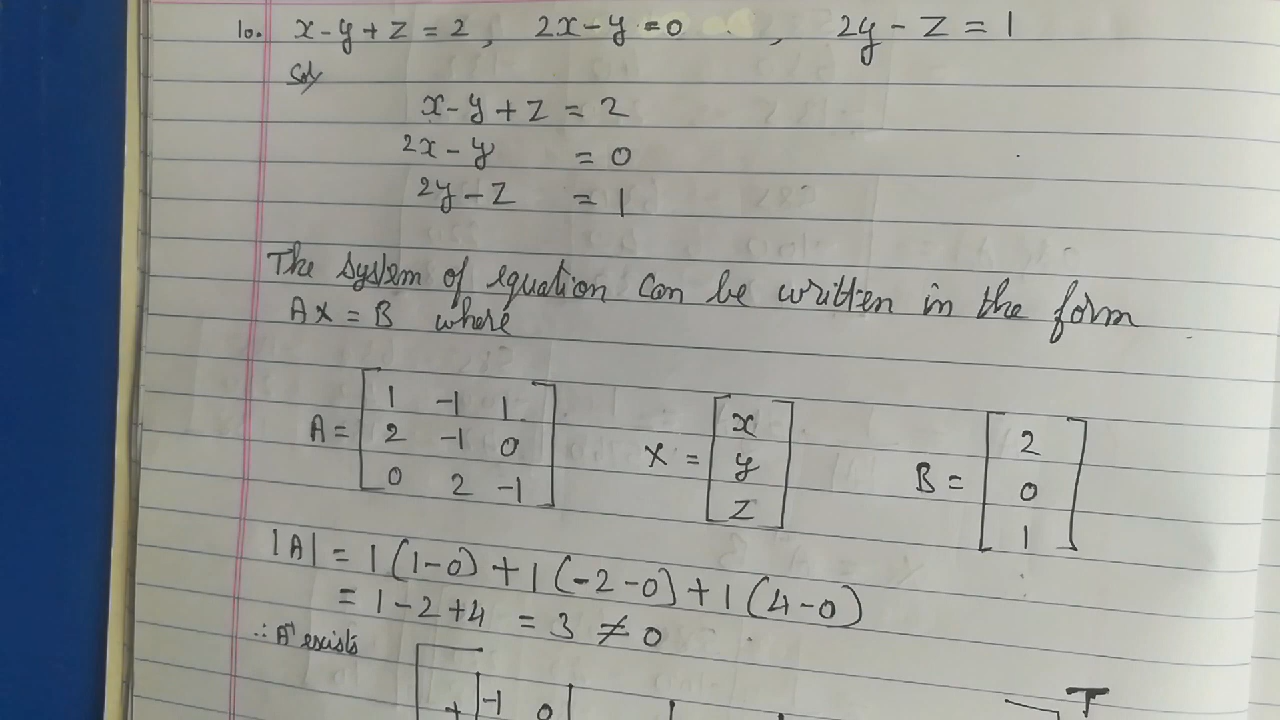 10. x-y+z=2, 2x-y=0, 2y-z=1
Sol
x-y+z=2
2x-y =0
2y-z =1
The system of equation can be written in the form
AX=B where
A= [1 -1 1 X= [x B= [2
2 -1 0 y 0
0 2 -1] z] 1]
|A|=1(1-0)+1(-2-0)+1(4-0)
=1-2+4 =3 ≠0
∴A⁻¹ exists
T
+|-1 0